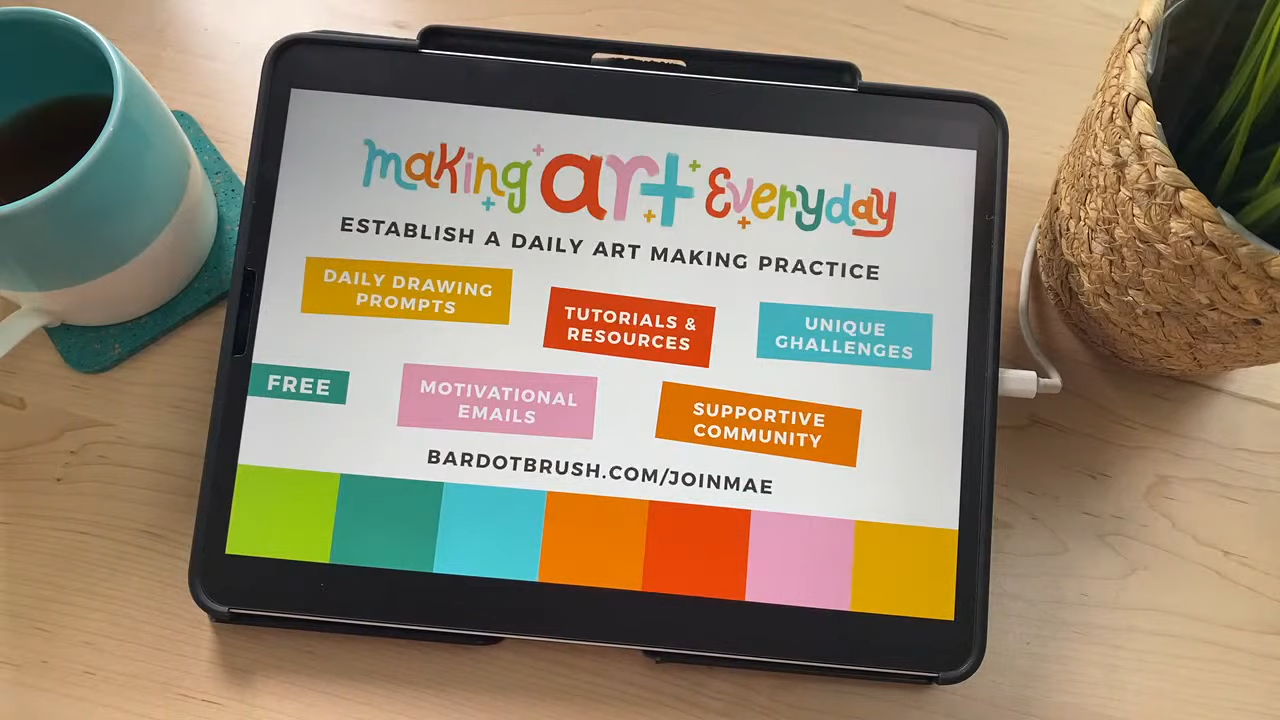 making art Everyday
ESTABLISH A DAILY ART MAKING PRACTICE
DAILY DRAWING
PROMPTS
TUTORIALS &
RESOURCES
UNIQUE
GHALLENGES
FREE
MOTIVATIONAL
EMAILS
SUPPORTIVE
COMMUNITY
BARDOTBRUSH.COM/JOINMAE